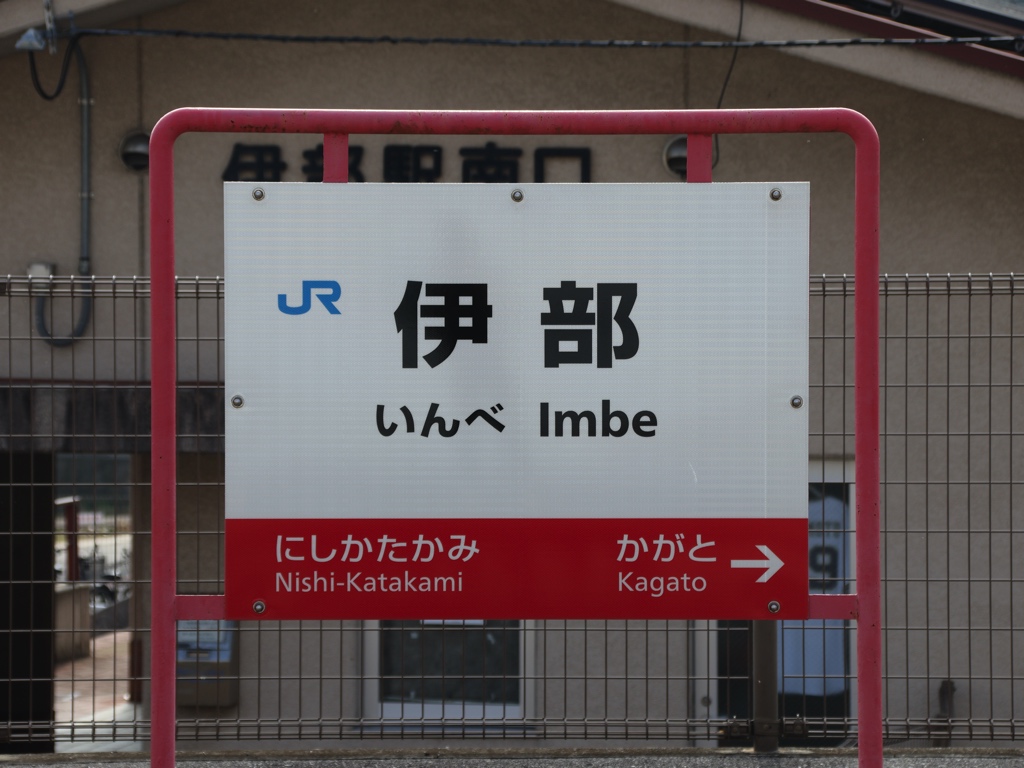 伊部駅南口
JR
伊部
いんべ Imbe
にしかたかみ かがと →
Nishi-Katakami Kagato